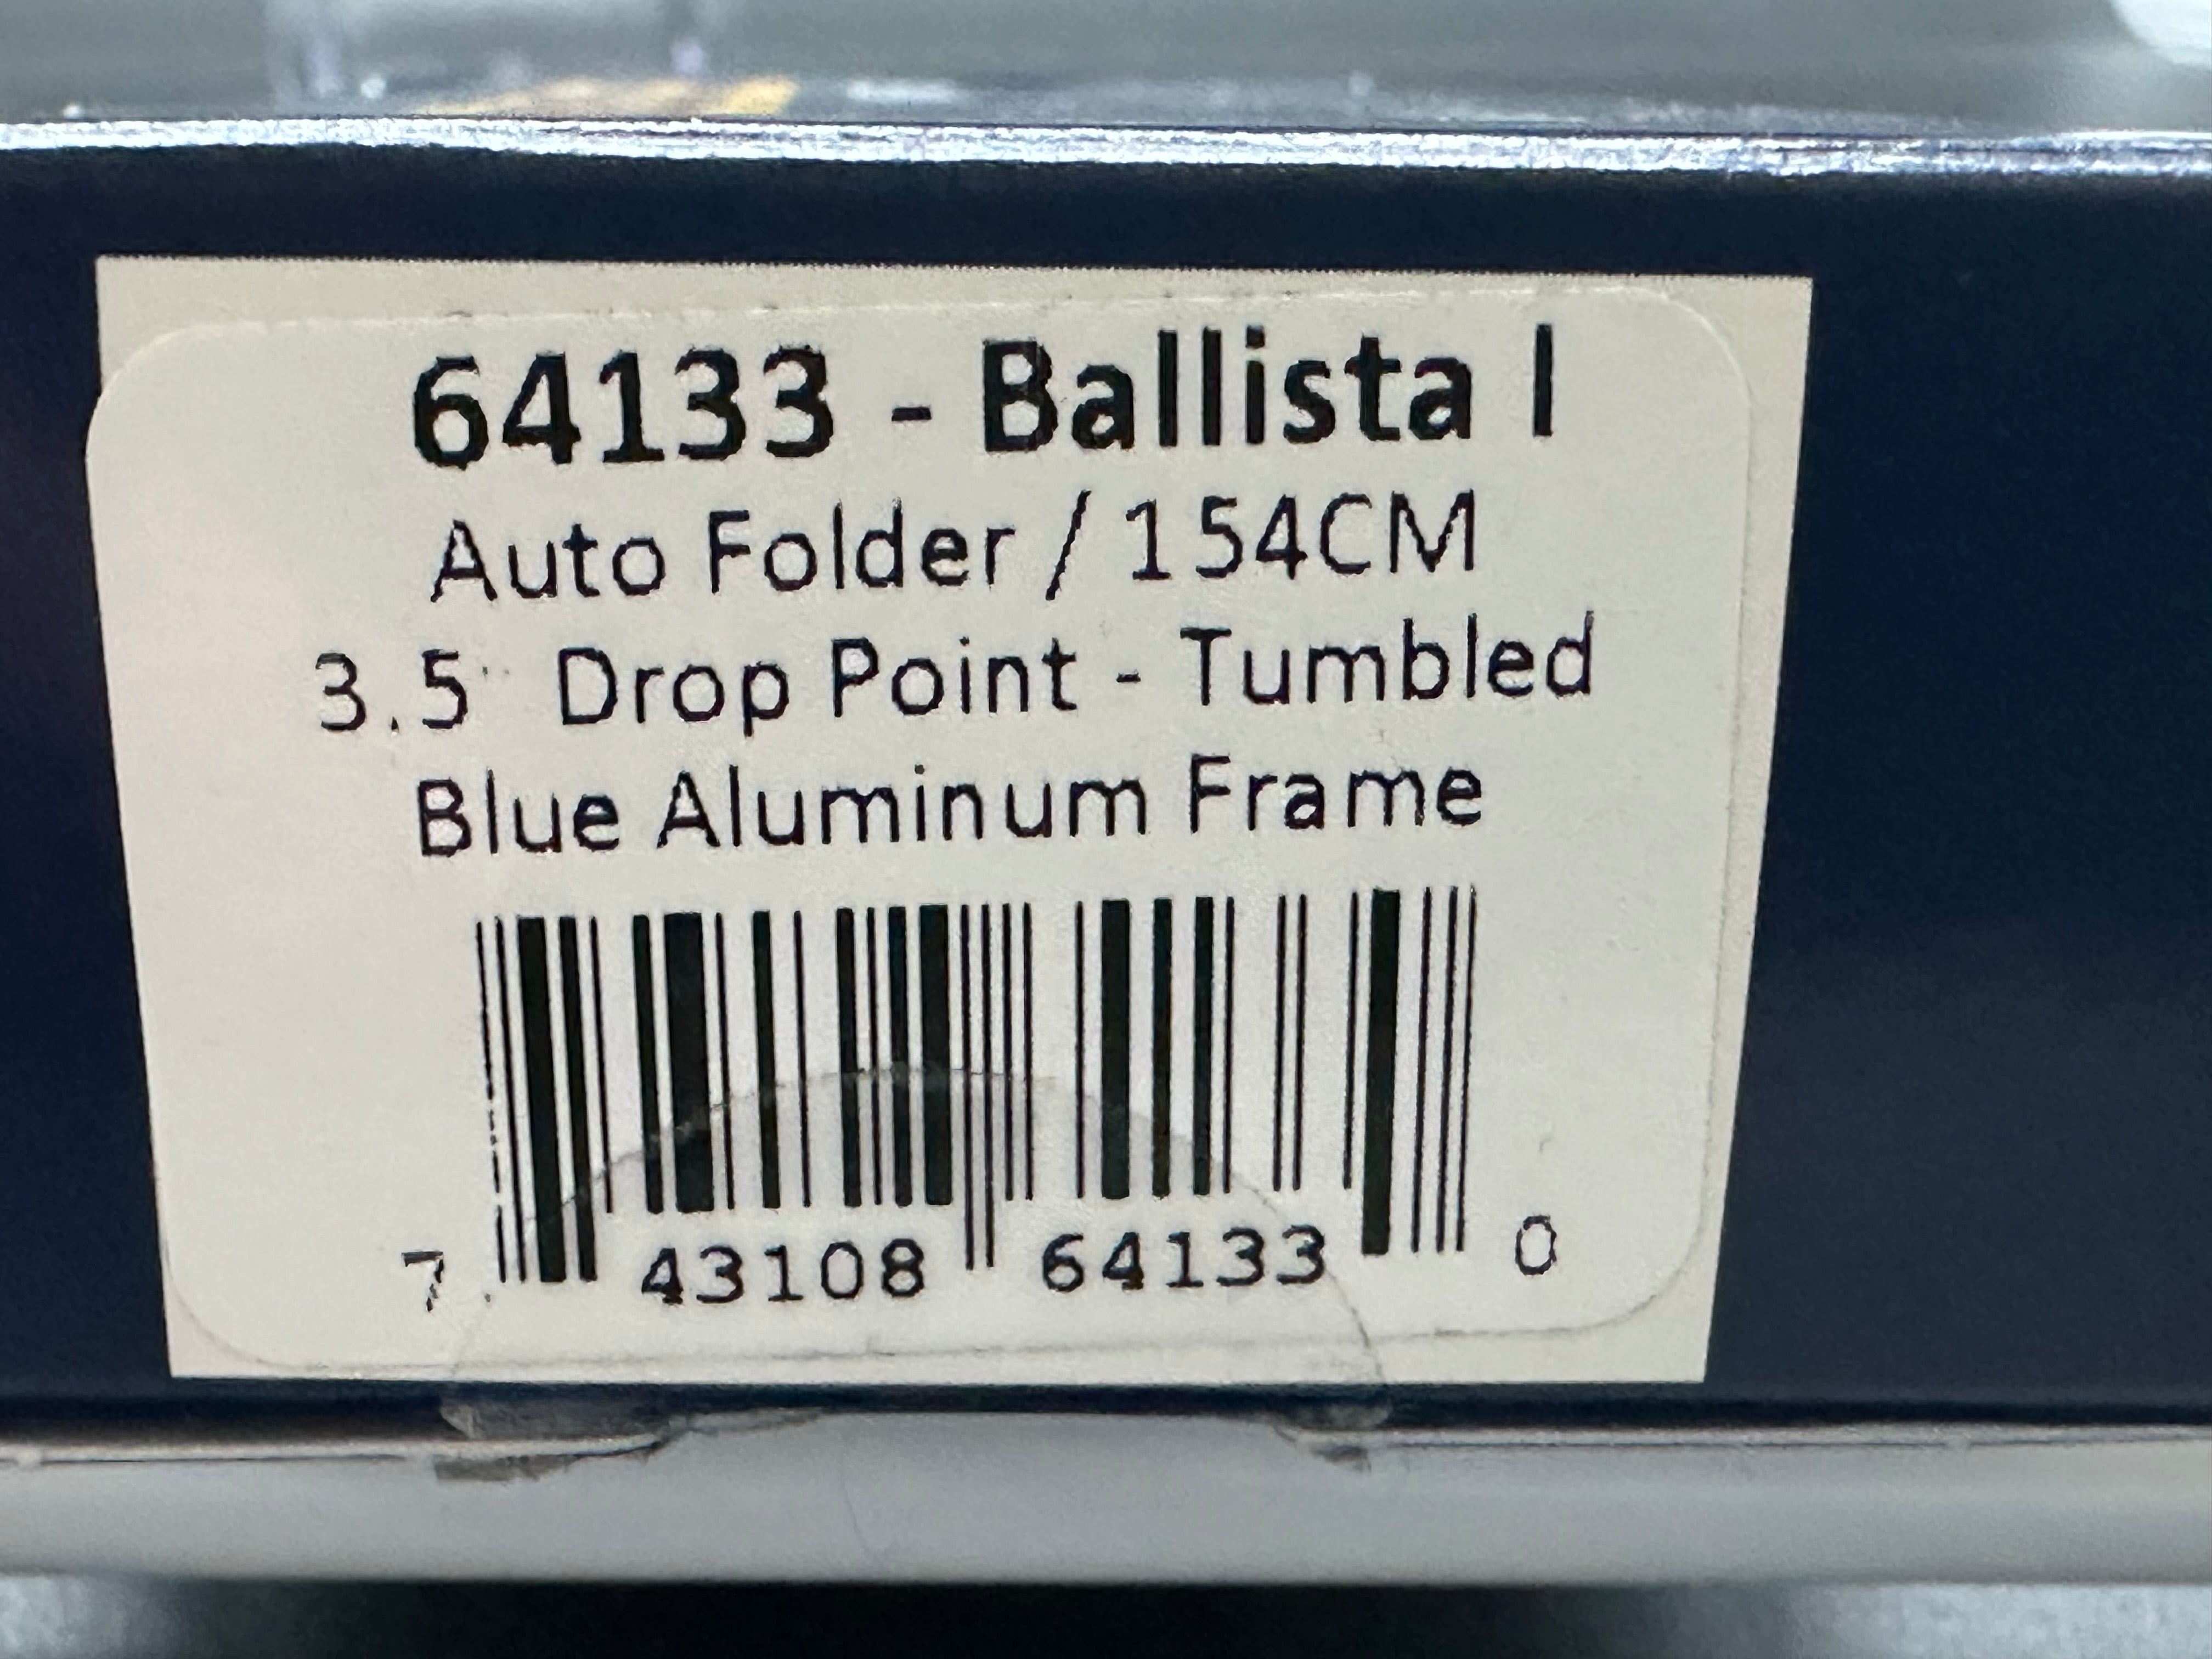 64133 - Ballista I
Auto Folder / 154CM
3.5" Drop Point - Tumbled
Blue Aluminum Frame
7 43108 64133 0